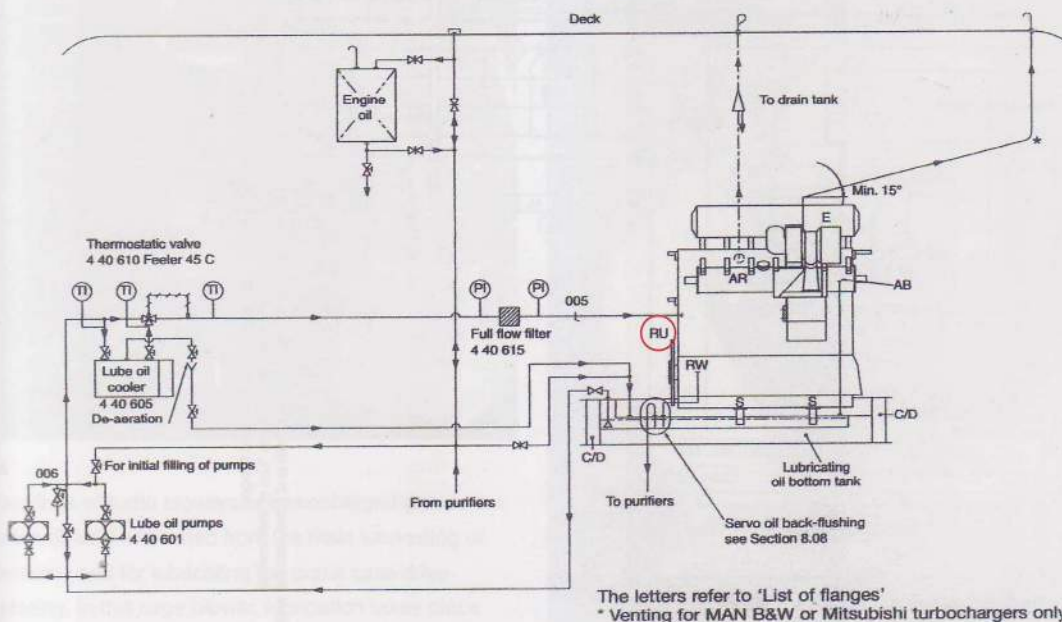 Deck
Engine
oil
To drain tank
*
Min. 15°
E
Thermostatic valve
4 40 610 Feeler 45 C
TI
TI
TI
PI
PI
005
AR
AB
Full flow filter
4 40 615
RU
Lube oil
cooler
4 40 605
De-aeration
RW
S
S
C/D
C/D
006
For initial filling of pumps
Lubricating
oil bottom tank
From purifiers
To purifiers
Lube oil pumps
4 40 601
Servo oil back-flushing
see Section 8.08
The letters refer to 'List of flanges'
* Venting for MAN B&W or Mitsubishi turbochargers only